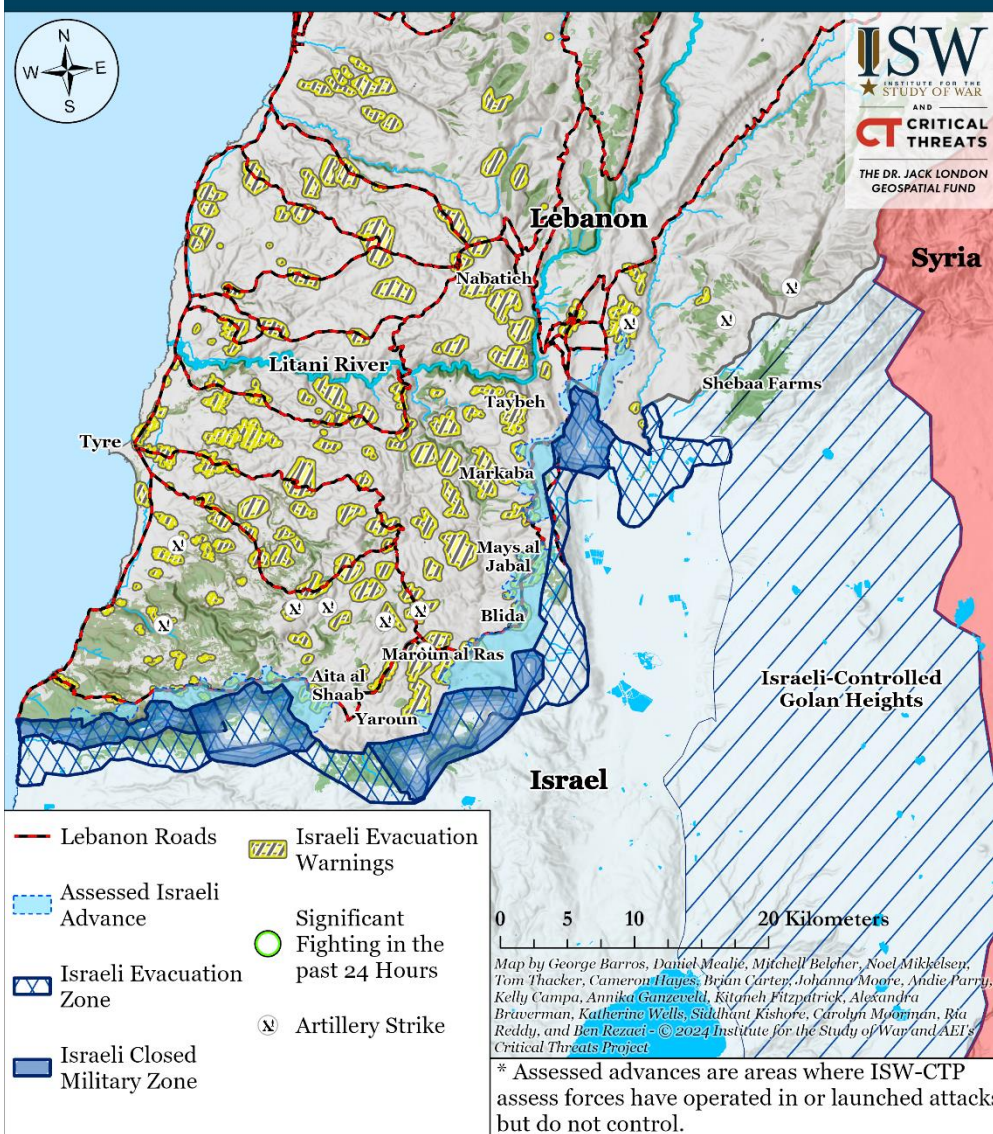 N
W
E
S
ISW
INSTITUTE FOR THE
STUDY OF WAR
AND
CT CRITICAL
THREATS
THE DR. JACK LONDON
GEOSPATIAL FUND
Lebanon
Syria
Nabatieh
Litani River
Shebaa Farms
Taybeh
Tyre
Markaba
Mays al
Jabal
Blida
Maroun al Ras
Aita al
Shaab
Yaroun
Israeli-Controlled
Golan Heights
Israel
Lebanon Roads
Assessed Israeli
Advance
Israeli Evacuation
Zone
Israeli Closed
Military Zone
Israeli Evacuation
Warnings
Significant
Fighting in the
past 24 Hours
Artillery Strike
0 5 10 20 Kilometers
Map by George Barros, Daniel Mealie, Mitchell Belcher, Noel Mikkelsen,
Tom Thacker, Cameron Hayes, Brian Carter, Johanna Moore, Andie Parry,
Kelly Campa, Annika Ganzeveld, Kitaneh Fitzpatrick, Alexandra
Braverman, Katherine Wells, Siddhant Kishore, Carolyn Moorman, Ria
Reddy, and Ben Rezaei - © 2024 Institute for the Study of War and AEI's
Critical Threats Project
* Assessed advances are areas where ISW-CTP
assess forces have operated in or launched attacks
but do not control.